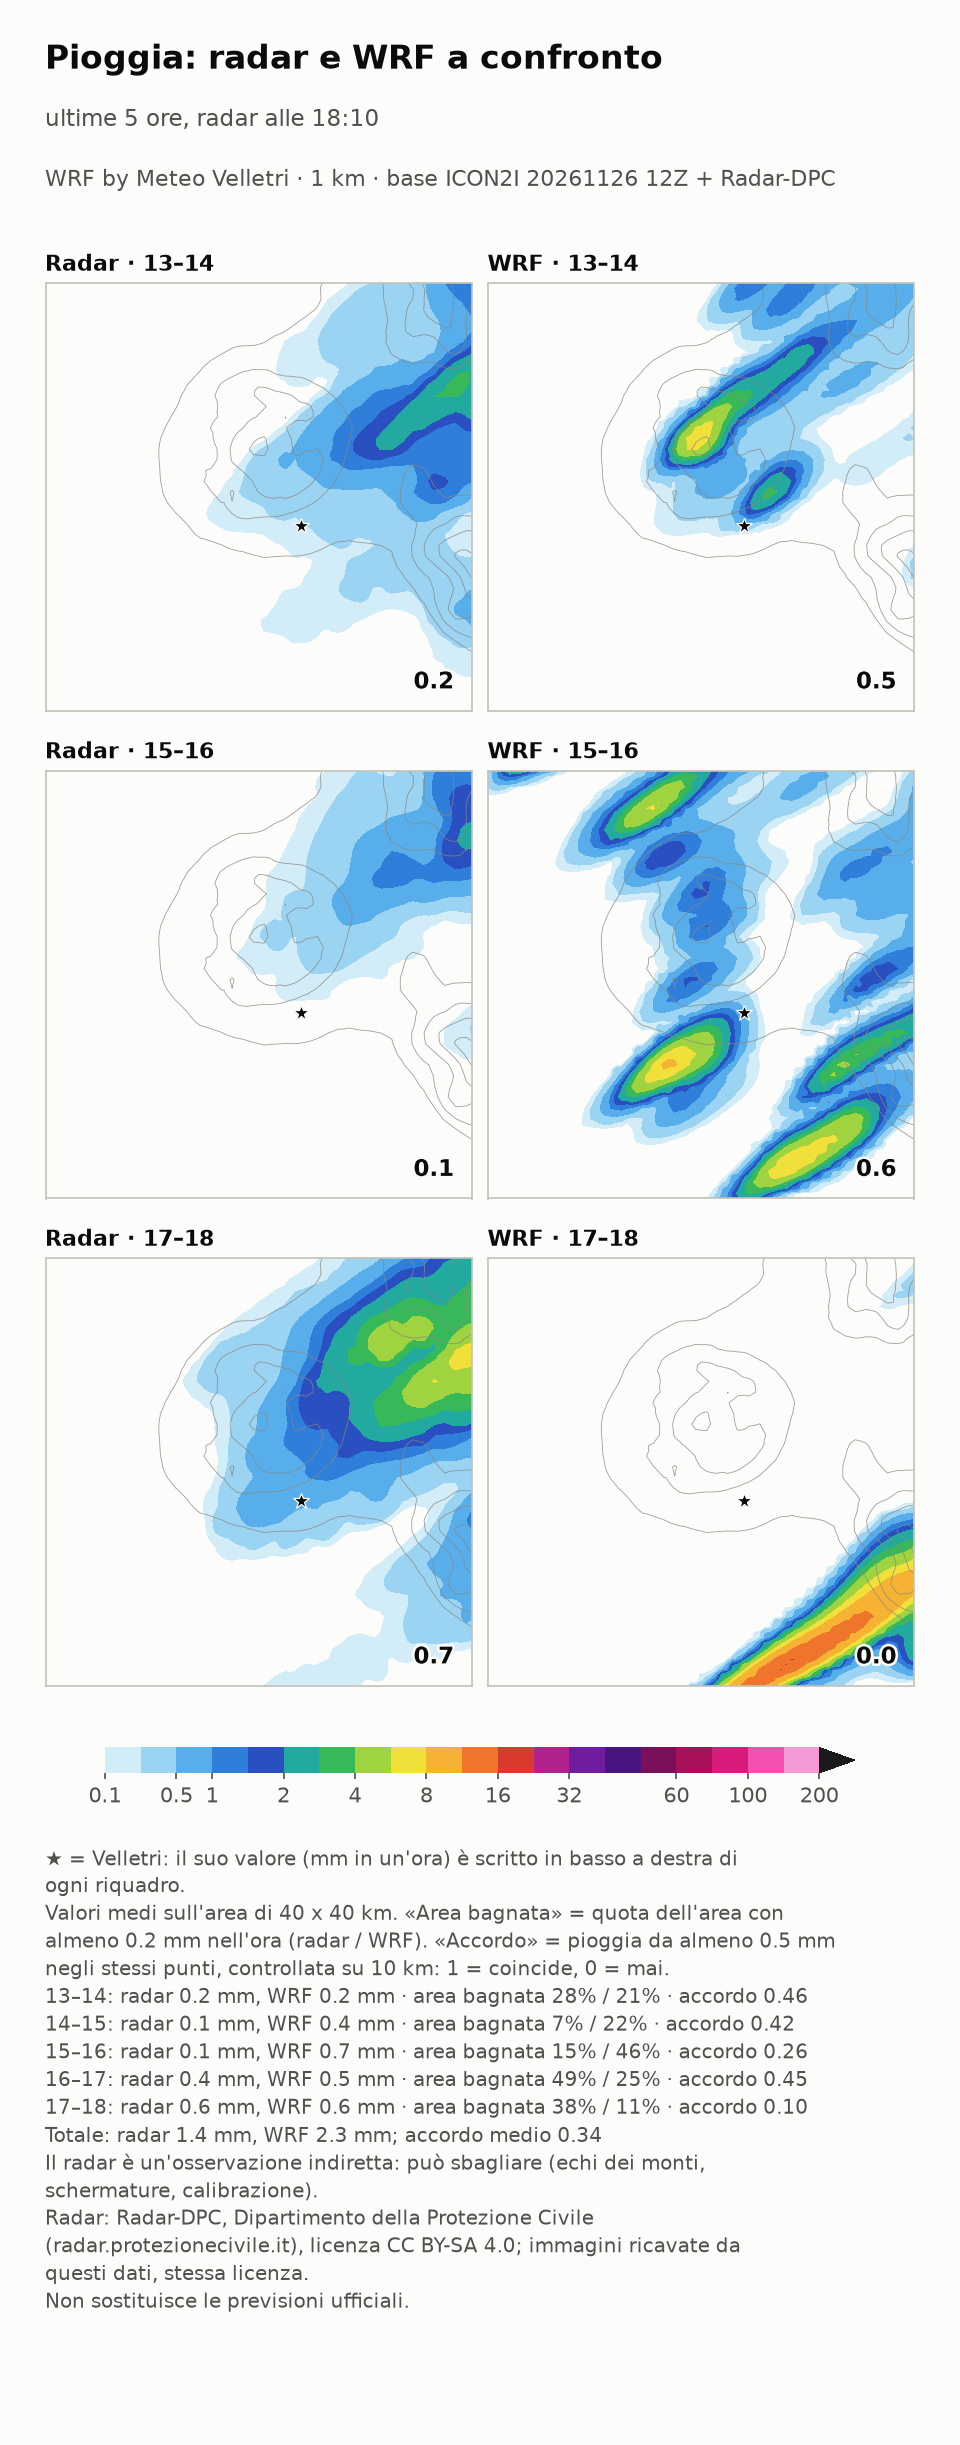 Pioggia: radar e WRF a confronto
ultime 5 ore, radar alle 18:10
WRF by Meteo Velletri · 1 km · base ICON2I 20261126 12Z + Radar-DPC
Radar · 13–14
WRF · 13–14
0.2
0.5
Radar · 15–16
WRF · 15–16
0.1
0.6
Radar · 17–18
WRF · 17–18
0.7
0.0
0.1 0.5 1 2 4 8 16 32 60 100 200
★ = Velletri: il suo valore (mm in un'ora) è scritto in basso a destra di
ogni riquadro.
Valori medi sull'area di 40 x 40 km. «Area bagnata» = quota dell'area con
almeno 0.2 mm nell'ora (radar / WRF). «Accordo» = pioggia da almeno 0.5 mm
negli stessi punti, controllata su 10 km: 1 = coincide, 0 = mai.
13–14: radar 0.2 mm, WRF 0.2 mm · area bagnata 28% / 21% · accordo 0.46
14–15: radar 0.1 mm, WRF 0.4 mm · area bagnata 7% / 22% · accordo 0.42
15–16: radar 0.1 mm, WRF 0.7 mm · area bagnata 15% / 46% · accordo 0.26
16–17: radar 0.4 mm, WRF 0.5 mm · area bagnata 49% / 25% · accordo 0.45
17–18: radar 0.6 mm, WRF 0.6 mm · area bagnata 38% / 11% · accordo 0.10
Totale: radar 1.4 mm, WRF 2.3 mm; accordo medio 0.34
Il radar è un'osservazione indiretta: può sbagliare (echi dei monti,
schermature, calibrazione).
Radar: Radar-DPC, Dipartimento della Protezione Civile
(radar.protezionecivile.it), licenza CC BY-SA 4.0; immagini ricavate da
questi dati, stessa licenza.
Non sostituisce le previsioni ufficiali.